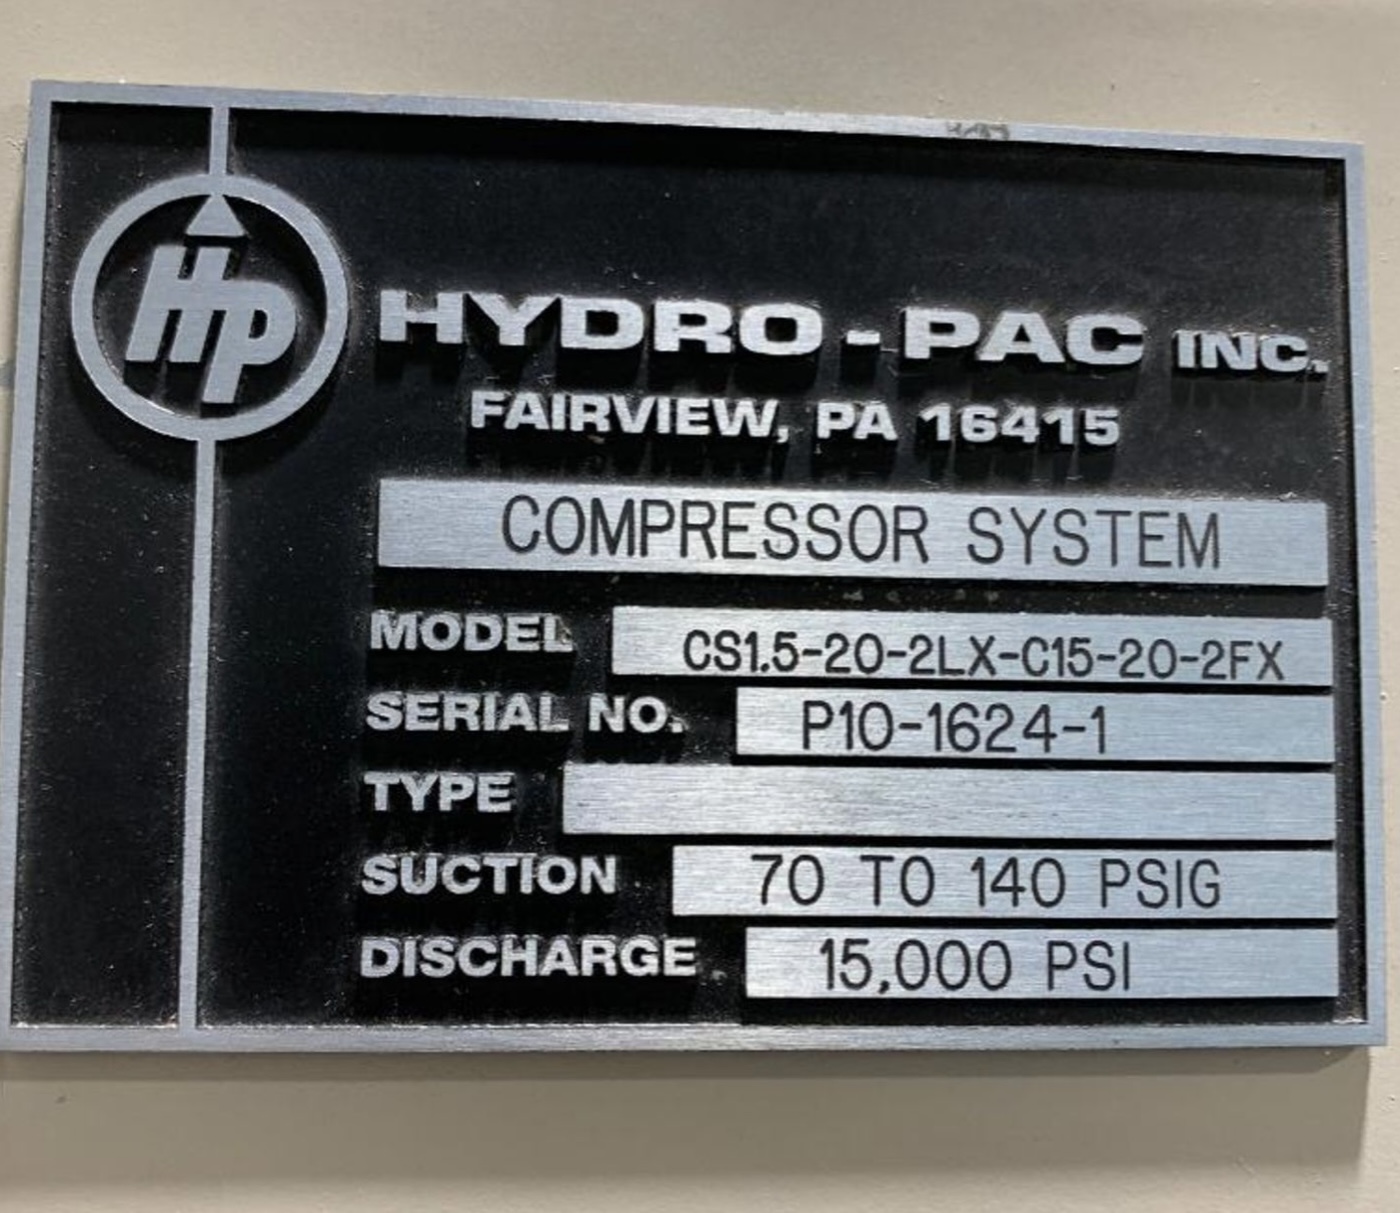 Hp
HYDRO-PAC INC.
FAIRVIEW, PA 16415
COMPRESSOR SYSTEM
MODEL CS1.5-20-2LX-C15-20-2FX
SERIAL NO. P10-1624-1
TYPE
SUCTION 70 TO 140 PSIG
DISCHARGE 15,000 PSI